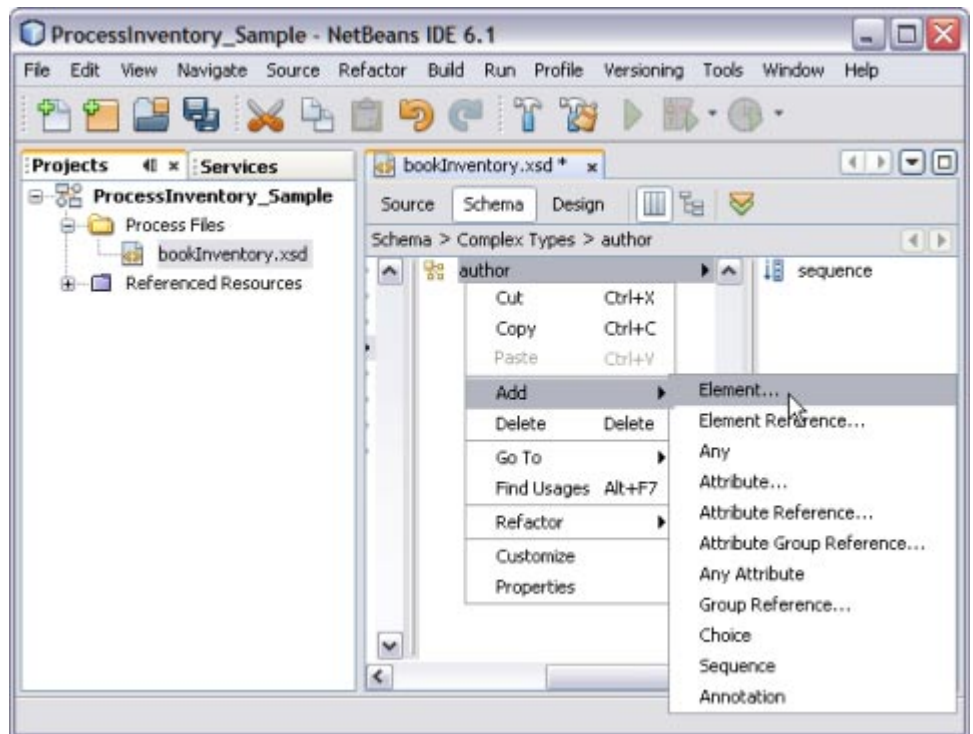 ProcessInventory_Sample - NetBeans IDE 6.1
File Edit View Navigate Source Refactor Build Run Profile Versioning Tools Window Help
Projects Services
bookInventory.xsd *
ProcessInventory_Sample
Process Files
bookInventory.xsd
Referenced Resources
Source Schema Design
Schema > Complex Types > author
author
sequence
Cut Ctrl+X
Copy Ctrl+C
Paste Ctrl+V
Add
Delete Delete
Go To
Find Usages Alt+F7
Refactor
Customize
Properties
Element...
Element Reference...
Any
Attribute...
Attribute Reference...
Attribute Group Reference...
Any Attribute
Group Reference...
Choice
Sequence
Annotation